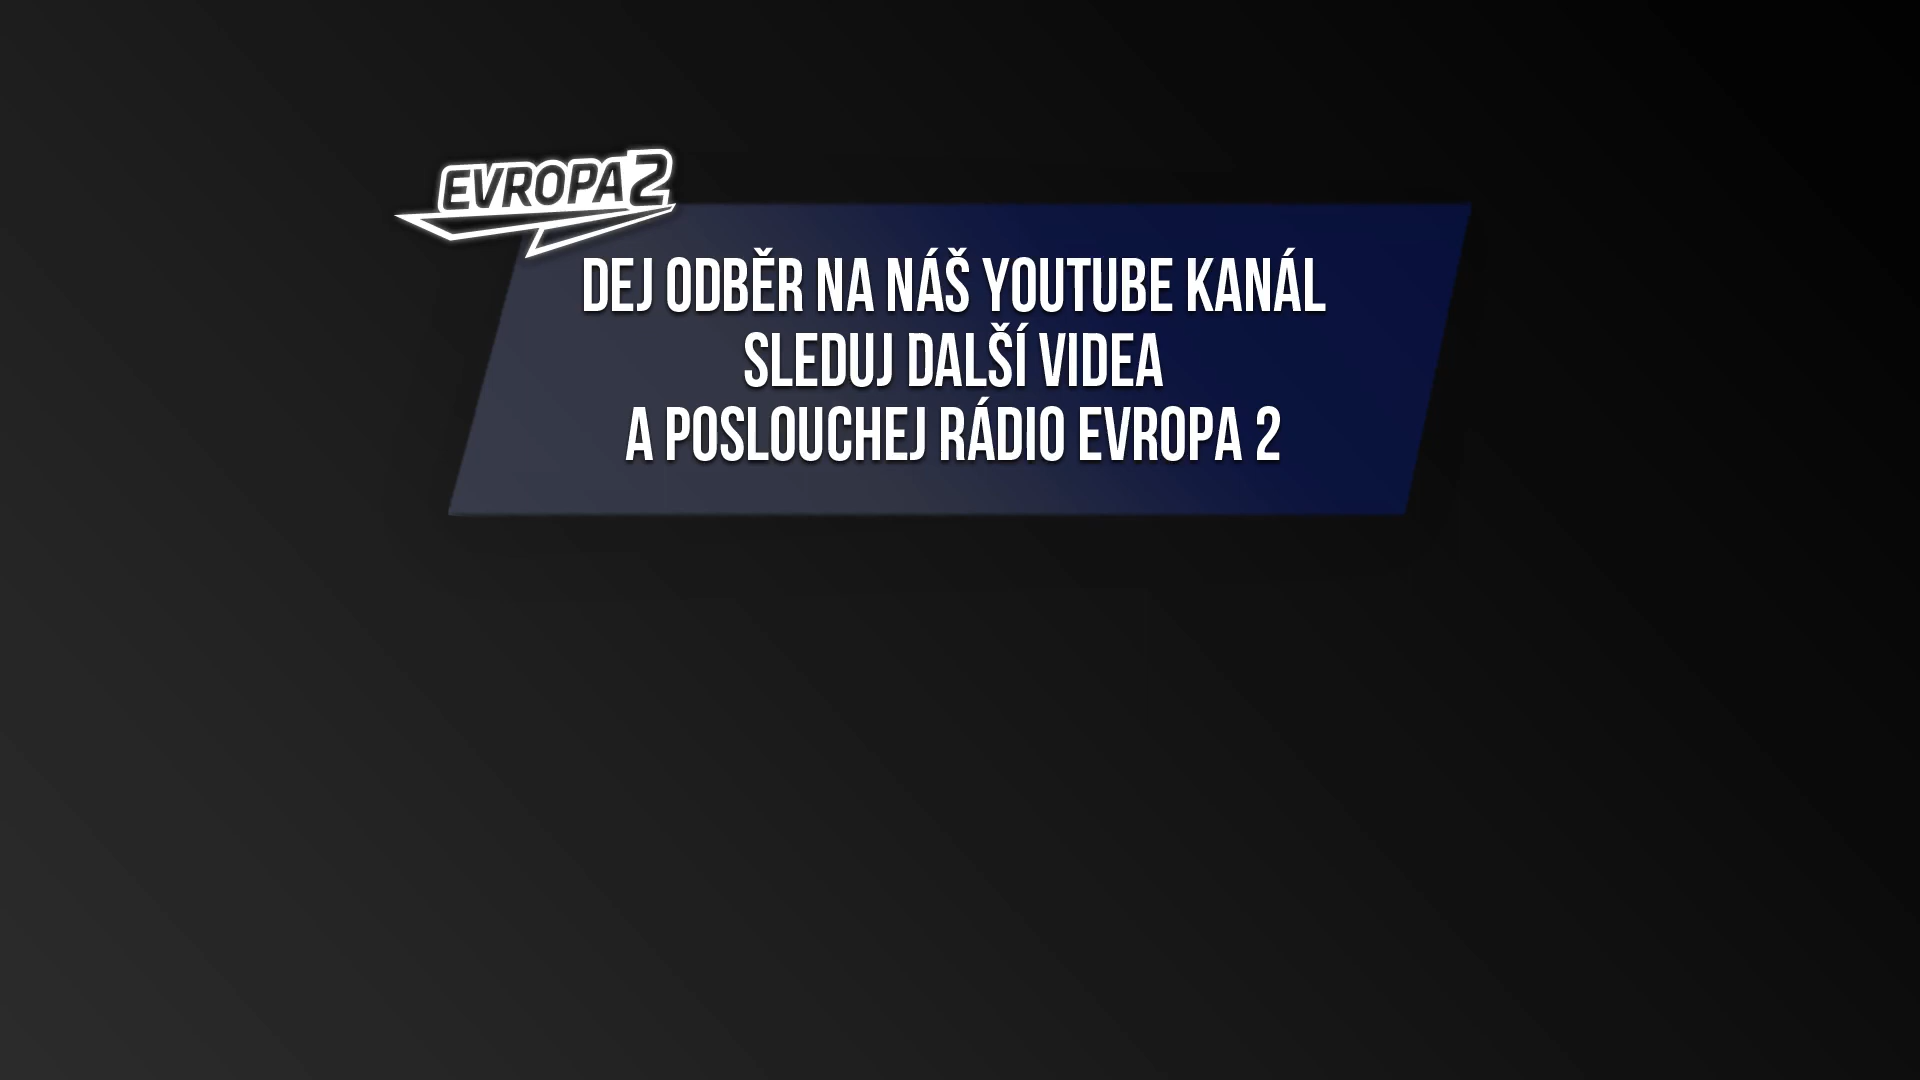 EVROPA 2
DEJ ODBĚR NA NÁŠ YOUTUBE KANÁL
SLEDUJ DALŠÍ VIDEA
A POSLOUCHEJ RÁDIO EVROPA 2